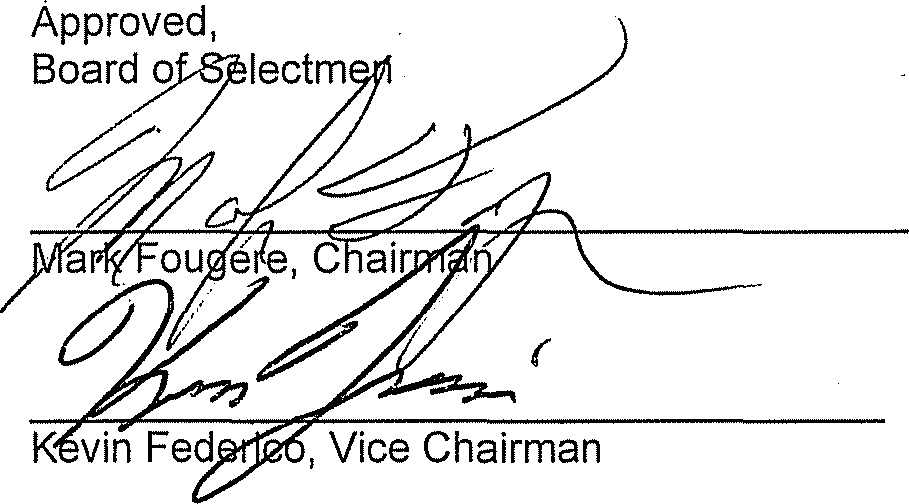 Approved,
Board of Selectmen
Mark Fougere, Chairman
Kevin Federico, Vice Chairman